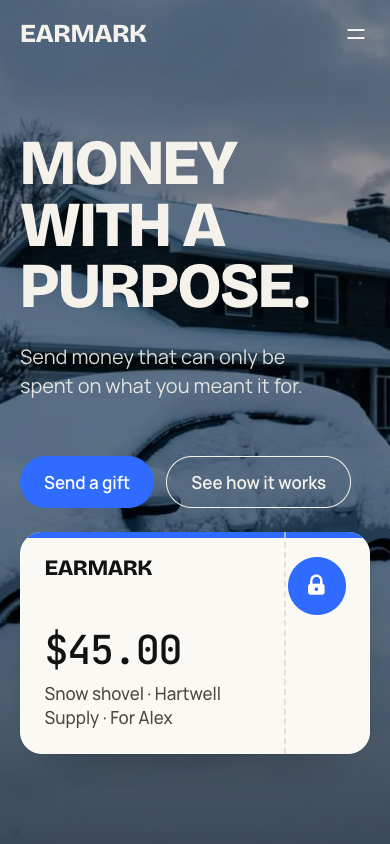 EARMARK
MONEY
WITH A
PURPOSE.
Send money that can only be
spent on what you meant it for.
Send a gift
See how it works
EARMARK
$45.00
Snow shovel · Hartwell
Supply · For Alex